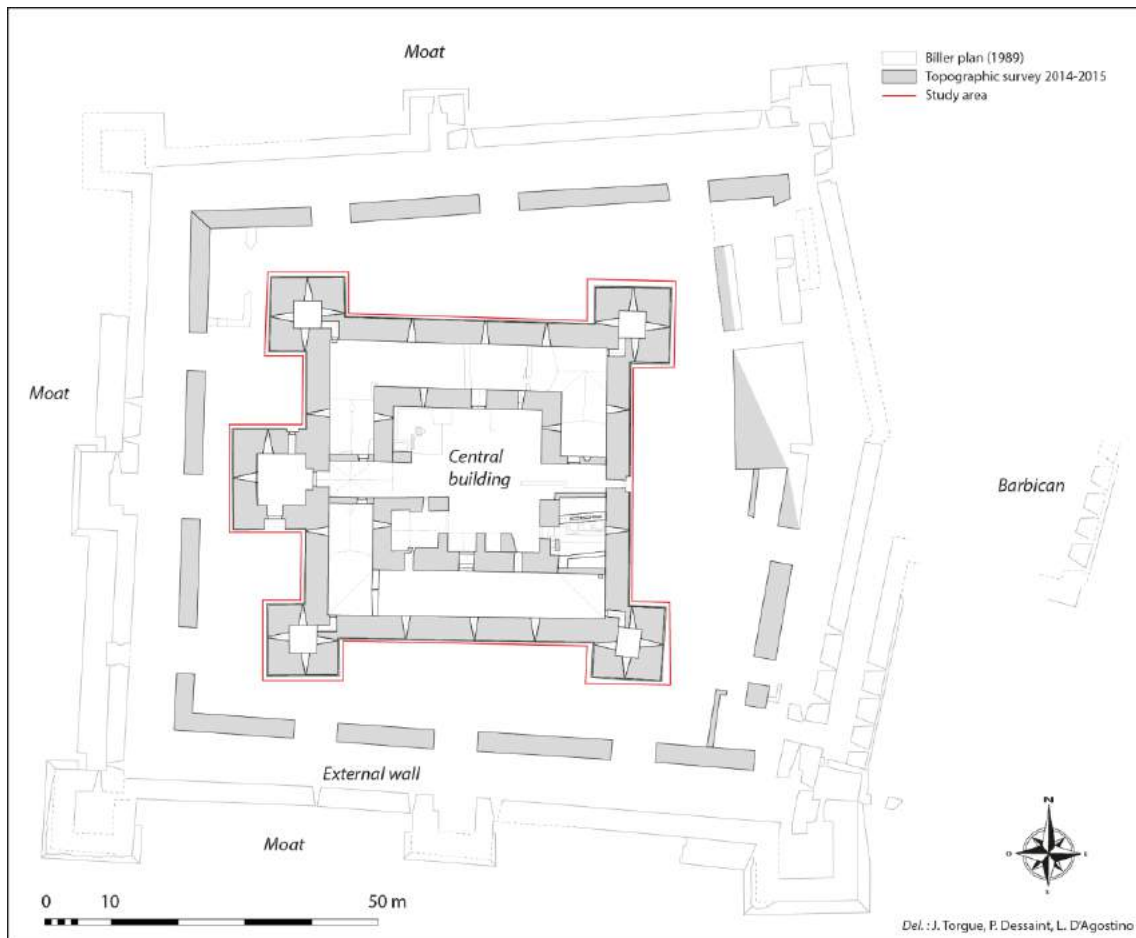 Moat
Biller plan (1989)
Topographic survey 2014-2015
Study area
Moat
Central
building
Barbican
External wall
Moat
N
O
E
S
0 10 50 m
Del. : J. Torgue, P. Dessaint, L. D'Agostino